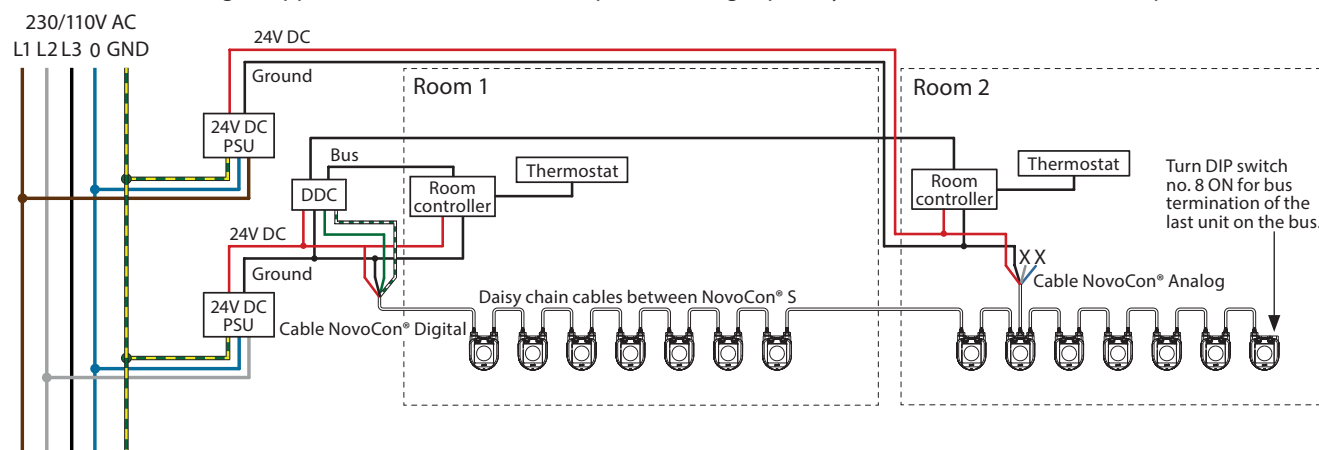 230/110V AC
L1 L2 L3 0 GND
24V DC
Ground
24V DC
PSU
Room 1
Room 2
Bus
DDC
Room
controller
Thermostat
Room
controller
Thermostat
Turn DIP switch
no. 8 ON for bus
termination of the
last unit on the bus.
24V DC
Ground
24V DC
PSU
X X
Cable NovoCon® Analog
Daisy chain cables between NovoCon® S
Cable NovoCon® Digital